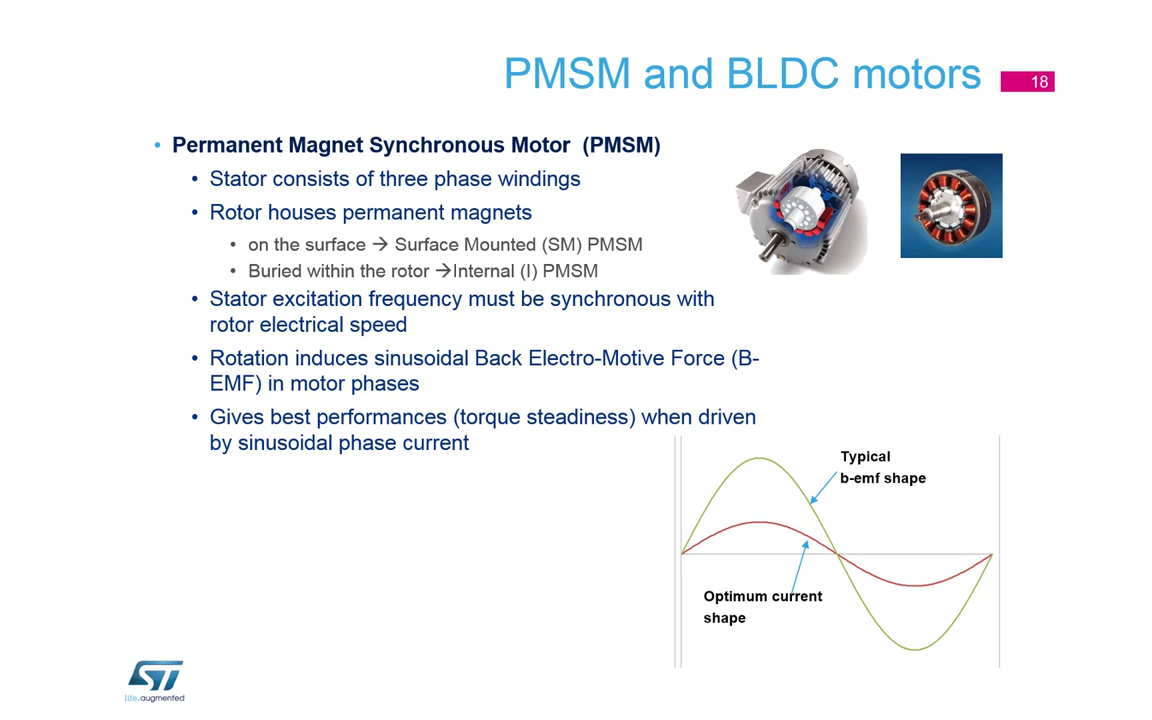 PMSM and BLDC motors
18
• Permanent Magnet Synchronous Motor (PMSM)
• Stator consists of three phase windings
• Rotor houses permanent magnets
• on the surface → Surface Mounted (SM) PMSM
• Buried within the rotor →Internal (I) PMSM
• Stator excitation frequency must be synchronous with
rotor electrical speed
• Rotation induces sinusoidal Back Electro-Motive Force (B-
EMF) in motor phases
• Gives best performances (torque steadiness) when driven
by sinusoidal phase current
Typical
b-emf shape
Optimum current
shape
ST
life.augmented